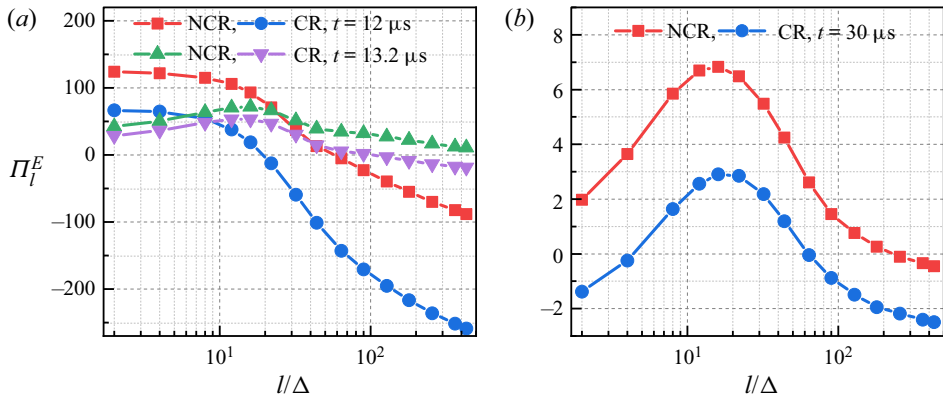 (a)
NCR, CR, t = 12 μs
NCR, CR, t = 13.2 μs
200
100
0
−100
−200
Π_l^E
10^1
10^2
l/Δ
(b)
NCR, CR, t = 30 μs
8
6
4
2
0
−2
10^1
10^2
l/Δ